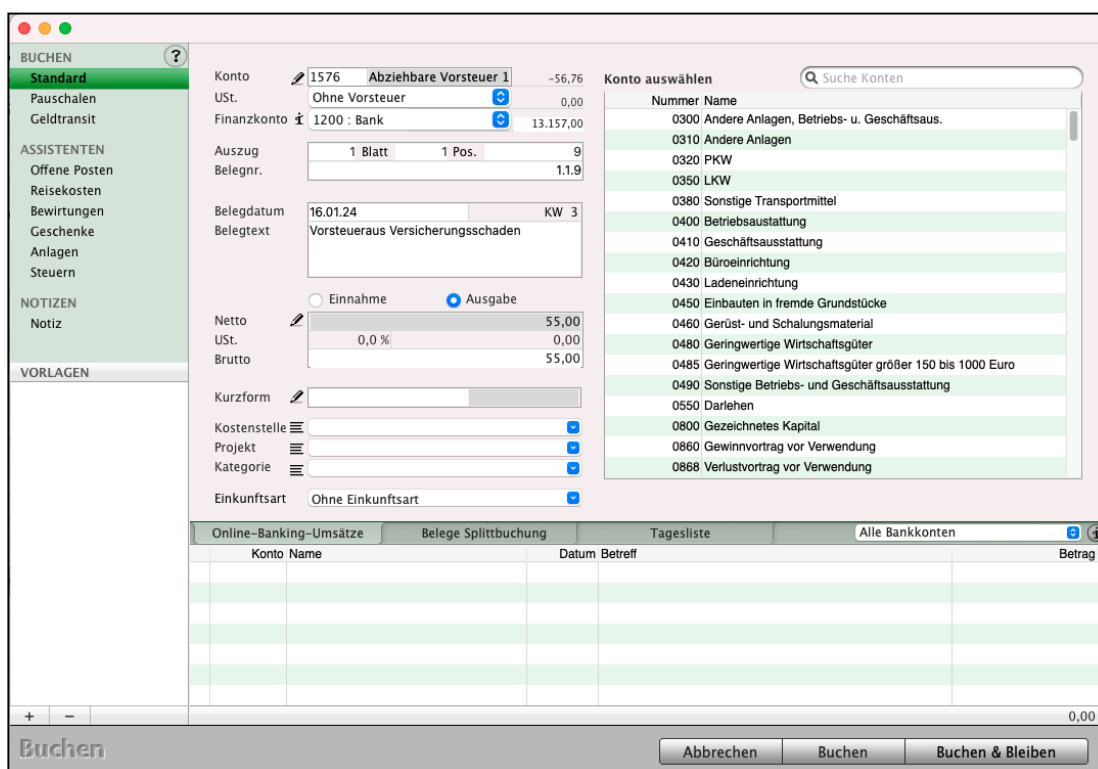 BUCHEN
?
Standard
Pauschalen
Geldtransit
ASSISTENTEN
Offene Posten
Reisekosten
Bewirtungen
Geschenke
Anlagen
Steuern
NOTIZEN
Notiz
VORLAGEN
Konto 1576 Abziehbare Vorsteuer 1 -56,76
USt. Ohne Vorsteuer 0,00
Finanzkonto i 1200 : Bank 13.157,00
Auszug 1 Blatt 1 Pos. 9
Belegnr. 1.1.9
Belegdatum 16.01.24 KW 3
Belegtext Vorsteueraus Versicherungsschaden
Einnahme Ausgabe
Netto 55,00
USt. 0,0 % 0,00
Brutto 55,00
Kurzform
Kostenstelle
Projekt
Kategorie
Einkunftsart Ohne Einkunftsart
Konto auswählen Suche Konten
Nummer Name
0300 Andere Anlagen, Betriebs- u. Geschäftsaus.
0310 Andere Anlagen
0320 PKW
0350 LKW
0380 Sonstige Transportmittel
0400 Betriebsaustattung
0410 Geschäftsausstattung
0420 Büroeinrichtung
0430 Ladeneinrichtung
0450 Einbauten in fremde Grundstücke
0460 Gerüst- und Schalungsmaterial
0480 Geringwertige Wirtschaftsgüter
0485 Geringwertige Wirtschaftsgüter größer 150 bis 1000 Euro
0490 Sonstige Betriebs- und Geschäftsausstattung
0550 Darlehen
0800 Gezeichnetes Kapital
0860 Gewinnvortrag vor Verwendung
0868 Verlustvortrag vor Verwendung
Online-Banking-Umsätze Belege Splittbuchung Tagesliste Alle Bankkonten i
Konto Name Datum Betreff Betrag
+ − 0,00
Buchen Abbrechen Buchen Buchen & Bleiben